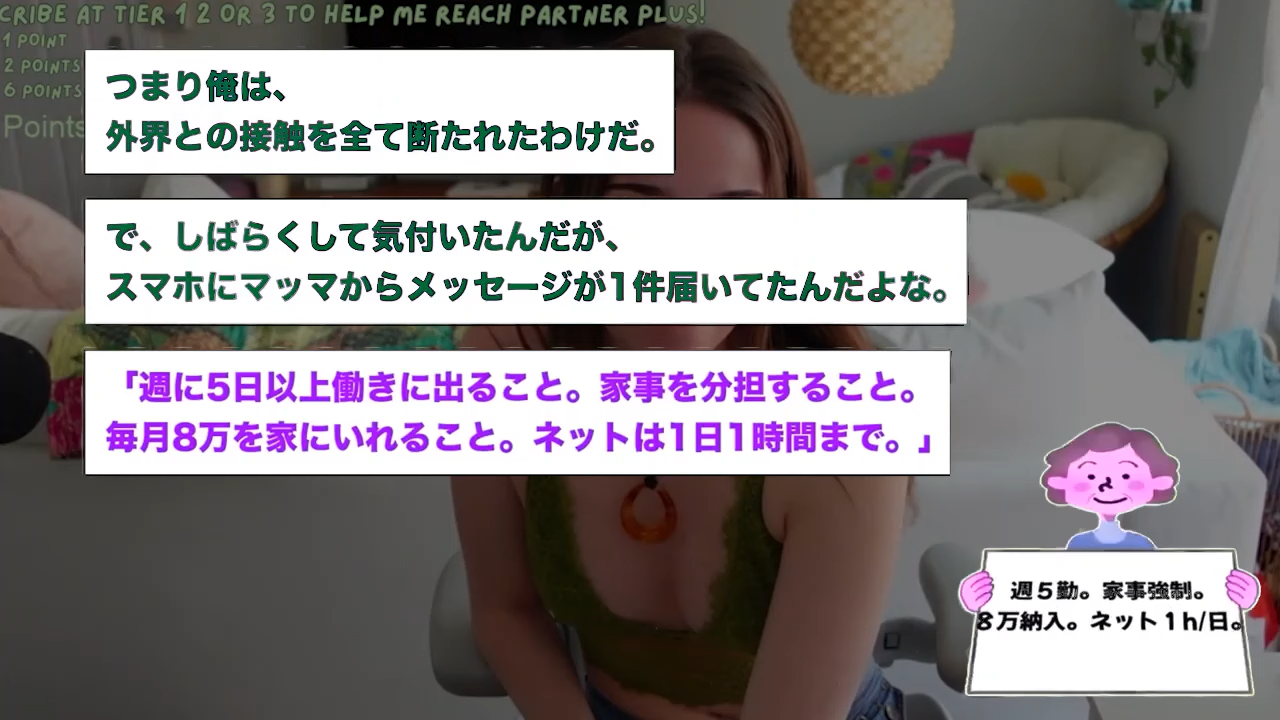 CRIBE AT TIER 1 2 OR 3 TO HELP ME REACH PARTNER PLUS!
1 POINT
2 POINTS
6 POINTS
Points
つまり俺は、
外界との接触を全て断たれたわけだ。
で、しばらくして気付いたんだが、
スマホにマッマからメッセージが1件届いてたんだよな。
「週に5日以上働きに出ること。家事を分担すること。
毎月8万を家にいれること。ネットは1日1時間まで。」
週5勤。家事強制。
8万納入。ネット1h/日。